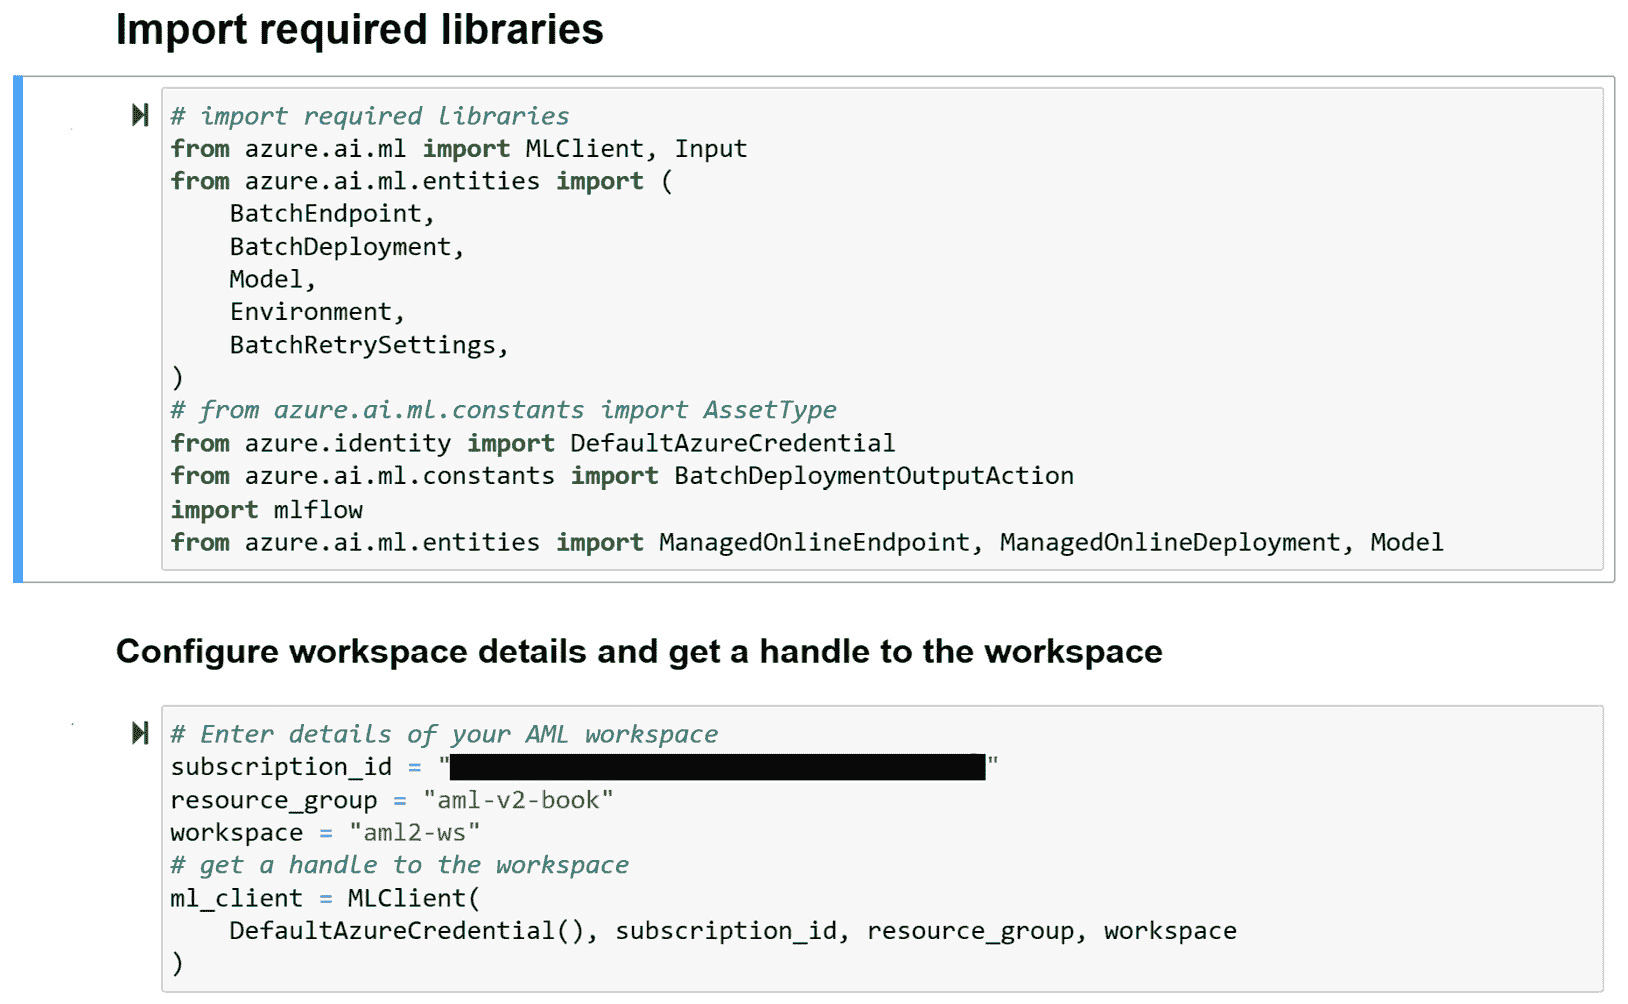 Import required libraries
# import required libraries
from azure.ai.ml import MLClient, Input
from azure.ai.ml.entities import (
    BatchEndpoint,
    BatchDeployment,
    Model,
    Environment,
    BatchRetrySettings,
)
# from azure.ai.ml.constants import AssetType
from azure.identity import DefaultAzureCredential
from azure.ai.ml.constants import BatchDeploymentOutputAction
import mlflow
from azure.ai.ml.entities import ManagedOnlineEndpoint, ManagedOnlineDeployment, Model
Configure workspace details and get a handle to the workspace
# Enter details of your AML workspace
subscription_id = ""
resource_group = "aml-v2-book"
workspace = "aml2-ws"
# get a handle to the workspace
ml_client = MLClient(
    DefaultAzureCredential(), subscription_id, resource_group, workspace
)